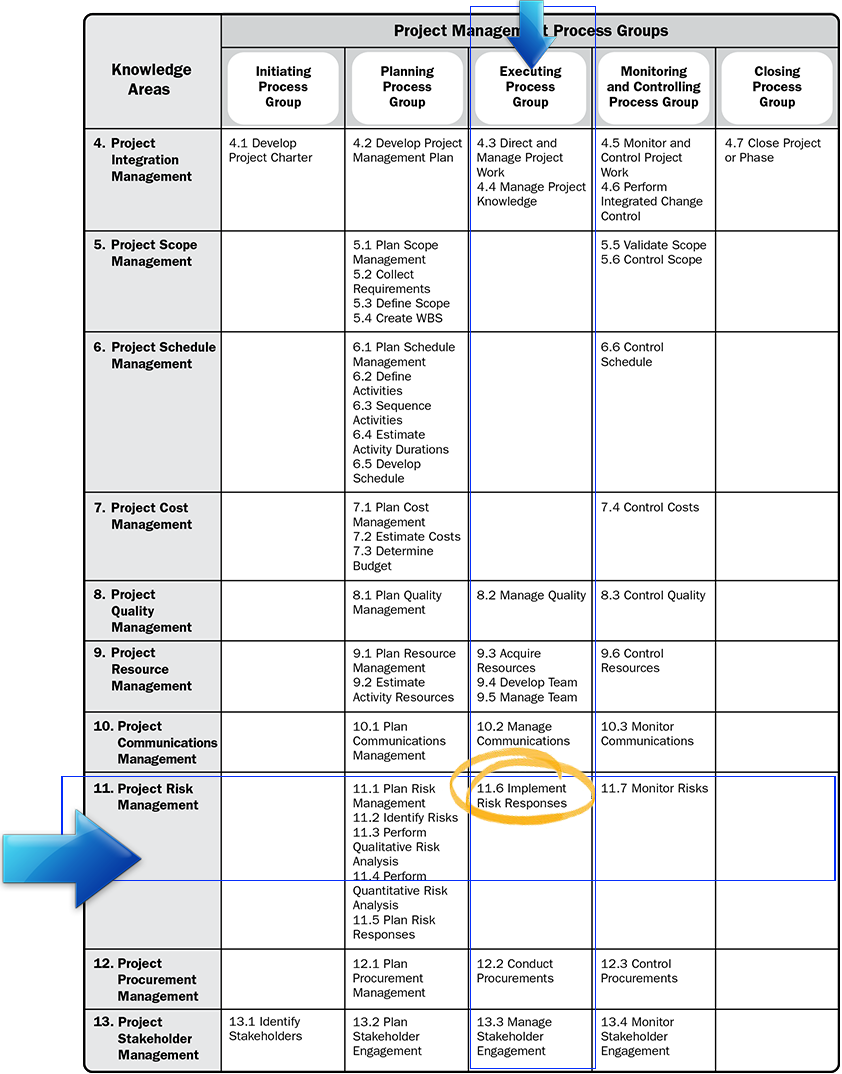 Project Management Process Groups
Knowledge
Areas
Initiating
Process
Group
Planning
Process
Group
Executing
Process
Group
Monitoring
and Controlling
Process Group
Closing
Process
Group
4. Project
Integration
Management
4.1 Develop
Project Charter
4.2 Develop Project
Management Plan
4.3 Direct and
Manage Project
Work
4.4 Manage Project
Knowledge
4.5 Monitor and
Control Project
Work
4.6 Perform
Integrated Change
Control
4.7 Close Project
or Phase
5. Project Scope
Management
5.1 Plan Scope
Management
5.2 Collect
Requirements
5.3 Define Scope
5.4 Create WBS
5.5 Validate Scope
5.6 Control Scope
6. Project Schedule
Management
6.1 Plan Schedule
Management
6.2 Define
Activities
6.3 Sequence
Activities
6.4 Estimate
Activity Durations
6.5 Develop
Schedule
6.6 Control
Schedule
7. Project Cost
Management
7.1 Plan Cost
Management
7.2 Estimate Costs
7.3 Determine
Budget
7.4 Control Costs
8. Project
Quality
Management
8.1 Plan Quality
Management
8.2 Manage Quality
8.3 Control Quality
9. Project
Resource
Management
9.1 Plan Resource
Management
9.2 Estimate
Activity Resources
9.3 Acquire
Resources
9.4 Develop Team
9.5 Manage Team
9.6 Control
Resources
10. Project
Communications
Management
10.1 Plan
Communications
Management
10.2 Manage
Communications
10.3 Monitor
Communications
11. Project Risk
Management
11.1 Plan Risk
Management
11.2 Identify Risks
11.3 Perform
Qualitative Risk
Analysis
11.4 Perform
Quantitative Risk
Analysis
11.5 Plan Risk
Responses
11.6 Implement
Risk Responses
11.7 Monitor Risks
12. Project
Procurement
Management
12.1 Plan
Procurement
Management
12.2 Conduct
Procurements
12.3 Control
Procurements
13. Project
Stakeholder
Management
13.1 Identify
Stakeholders
13.2 Plan
Stakeholder
Engagement
13.3 Manage
Stakeholder
Engagement
13.4 Monitor
Stakeholder
Engagement